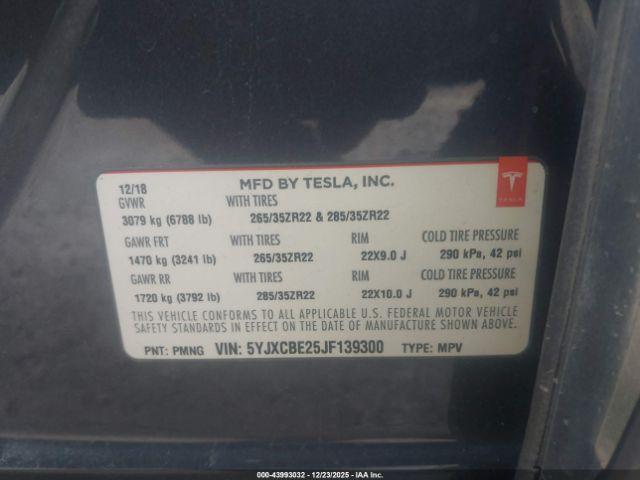 12/18 MFD BY TESLA, INC.
GVWR WITH TIRES
3079 kg (6788 lb) 265/35ZR22 & 285/35ZR22
GAWR FRT WITH TIRES RIM COLD TIRE PRESSURE
1470 kg (3241 lb) 265/35ZR22 22X9.0 J 290 kPa, 42 psi
GAWR RR WITH TIRES RIM COLD TIRE PRESSURE
1720 kg (3792 lb) 285/35ZR22 22X10.0 J 290 kPa, 42 psi
THIS VEHICLE CONFORMS TO ALL APPLICABLE U.S. FEDERAL MOTOR VEHICLE
SAFETY STANDARDS IN EFFECT ON THE DATE OF MANUFACTURE SHOWN ABOVE.
PNT: PMNG VIN: 5YJXCBE25JF139300 TYPE: MPV
TESLA
© 2025 - 43993032 - 12/23/2025 - IAA Inc.